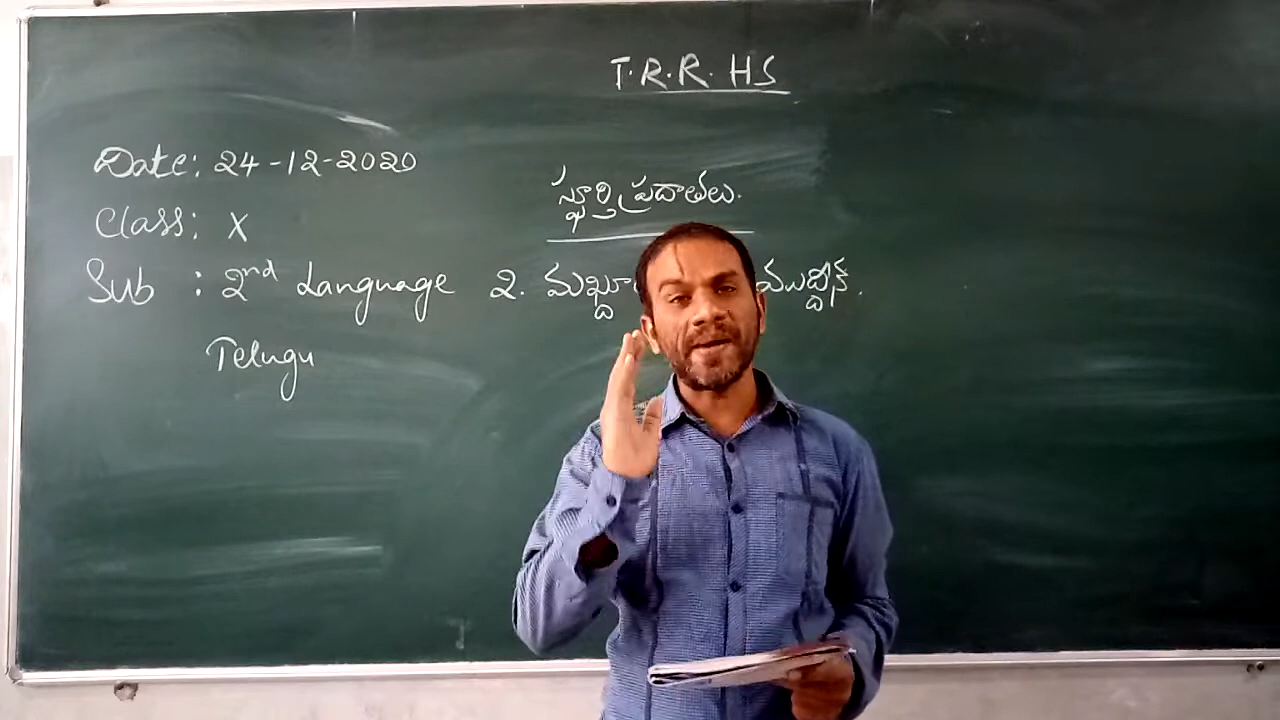 T.R.R. HS
Date: 24-12-2020
Class: X
Sub : 2nd Language
Telugu
స్ఫూర్తి ప్రదాతలు.
2.